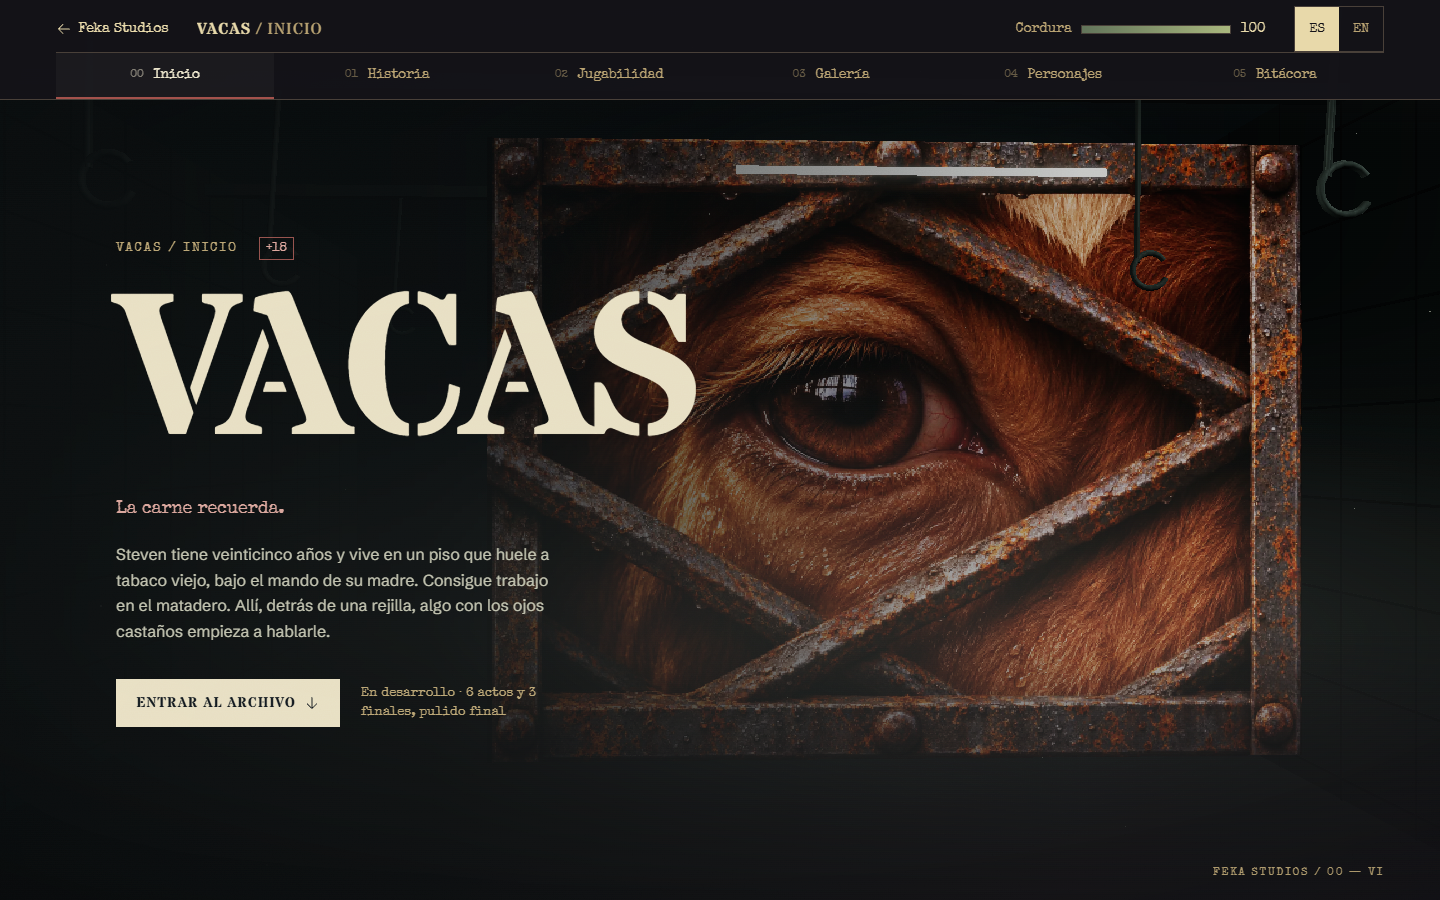 ← Feka Studios
VACAS / INICIO
Cordura
100
ES
EN
00 Inicio
01 Historia
02 Jugabilidad
03 Galería
04 Personajes
05 Bitácora
VACAS / INICIO
+18
VACAS
La carne recuerda.
Steven tiene veinticinco años y vive en un piso que huele a
tabaco viejo, bajo el mando de su madre. Consigue trabajo
en el matadero. Allí, detrás de una rejilla, algo con los ojos
castaños empieza a hablarle.
ENTRAR AL ARCHIVO ↓
En desarrollo · 6 actos y 3
finales, pulido final
FEKA STUDIOS / 00 — VI